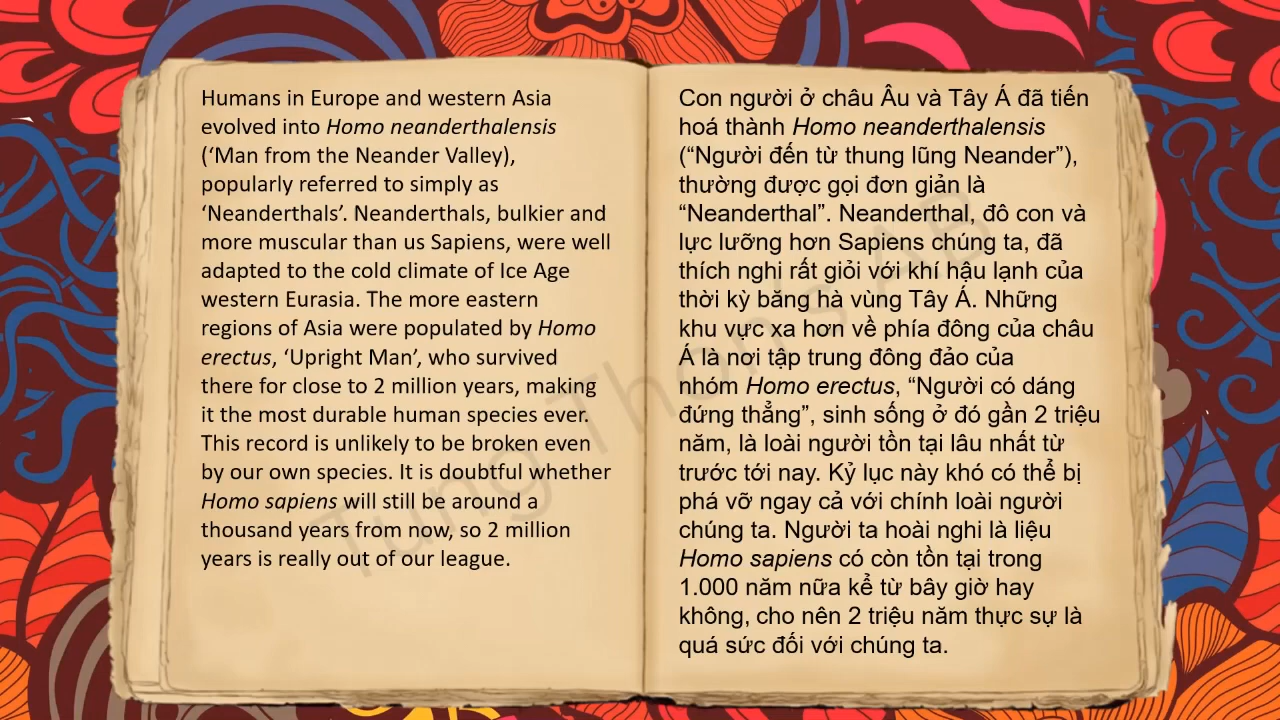 Humans in Europe and western Asia
evolved into Homo neanderthalensis
(‘Man from the Neander Valley),
popularly referred to simply as
‘Neanderthals’. Neanderthals, bulkier and
more muscular than us Sapiens, were well
adapted to the cold climate of Ice Age
western Eurasia. The more eastern
regions of Asia were populated by Homo
erectus, ‘Upright Man’, who survived
there for close to 2 million years, making
it the most durable human species ever.
This record is unlikely to be broken even
by our own species. It is doubtful whether
Homo sapiens will still be around a
thousand years from now, so 2 million
years is really out of our league.
Con người ở châu Âu và Tây Á đã tiến
hoá thành Homo neanderthalensis
(“Người đến từ thung lũng Neander”),
thường được gọi đơn giản là
“Neanderthal”. Neanderthal, đô con và
lực lưỡng hơn Sapiens chúng ta, đã
thích nghi rất giỏi với khí hậu lạnh của
thời kỳ băng hà vùng Tây Á. Những
khu vực xa hơn về phía đông của châu
Á là nơi tập trung đông đảo của
nhóm Homo erectus, “Người có dáng
đứng thẳng”, sinh sống ở đó gần 2 triệu
năm, là loài người tồn tại lâu nhất từ
trước tới nay. Kỷ lục này khó có thể bị
phá vỡ ngay cả với chính loài người
chúng ta. Người ta hoài nghi là liệu
Homo sapiens có còn tồn tại trong
1.000 năm nữa kể từ bây giờ hay
không, cho nên 2 triệu năm thực sự là
quá sức đối với chúng ta.